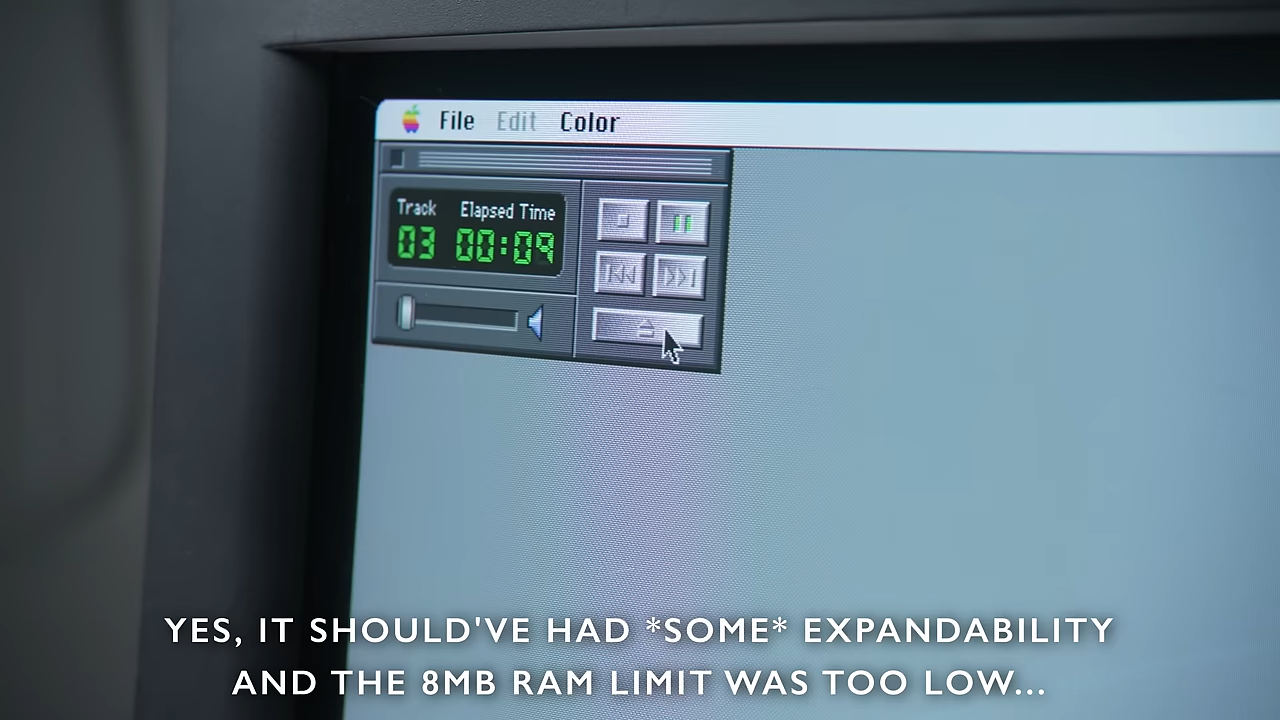 File Edit Color
Track Elapsed Time
03 00:09
YES, IT SHOULD'VE HAD *SOME* EXPANDABILITY
AND THE 8MB RAM LIMIT WAS TOO LOW...